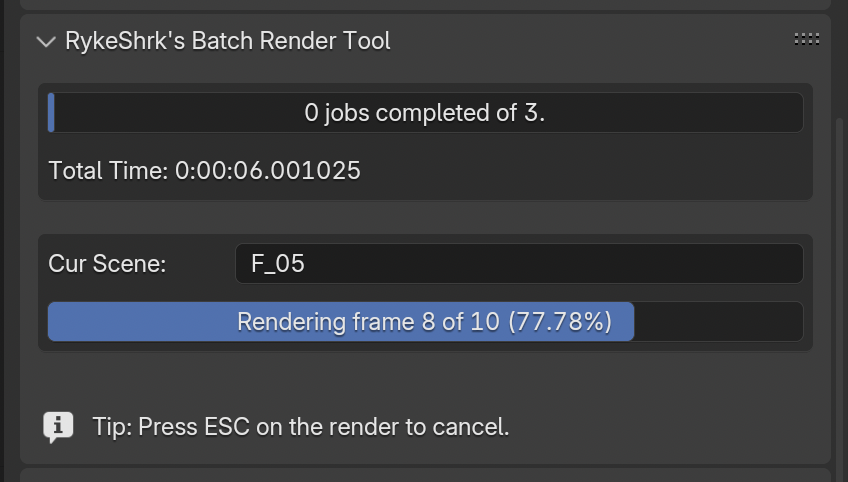 RykeShrk's Batch Render Tool
0 jobs completed of 3.
Total Time: 0:00:06.001025
Cur Scene: F_05
Rendering frame 8 of 10 (77.78%)
Tip: Press ESC on the render to cancel.